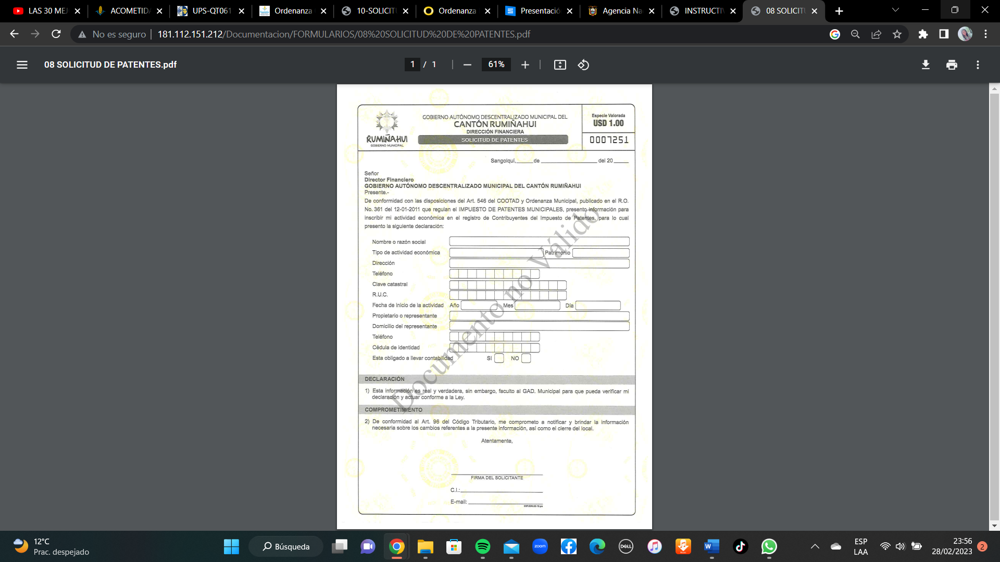 LAS 30 MEJ
ACOMETIDA
UPS-QT061
Ordenanza
10-SOLICIT
Ordenanza
Presentació
Agencia Na
INSTRUCTIV
08 SOLICITU
No es seguro
181.112.151.212/Documentacion/FORMULARIOS/08%20SOLICITUD%20DE%20PATENTES.pdf
08 SOLICITUD DE PATENTES.pdf
1 / 1
61%
GOBIERNO AUTÓNOMO DESCENTRALIZADO MUNICIPAL DEL
CANTÓN RUMIÑAHUI
DIRECCIÓN FINANCIERA
SOLICITUD DE PATENTES
RUMIÑAHUI
GOBIERNO MUNICIPAL
Especie Valorada
USD 1.00
0007251
Sangolquí,______de ____________________ del 20 _____
Señor
Director Financiero
GOBIERNO AUTÓNOMO DESCENTRALIZADO MUNICIPAL DEL CANTÓN RUMIÑAHUI
Presente.-
De conformidad con las disposiciones del Art. 546 del COOTAD y Ordenanza Municipal, publicado en el R.O.
No. 361 del 12-01-2011 que regulan el IMPUESTO DE PATENTES MUNICIPALES, presento información para
inscribir mi actividad económica en el registro de Contribuyentes del Impuesto de Patentes, para lo cual
presento la siguiente declaración:
Nombre o razón social
Tipo de actividad económica Patrimonio
Dirección
Teléfono
Clave catastral
R.U.C.
Fecha de inicio de la actividad Año Mes Día
Propietario o representante
Domicilio del representante
Teléfono
Cédula de identidad
Esta obligado a llevar contabilidad SI NO
Documento no Válido
DECLARACIÓN
1) Esta información es real y verdadera, sin embargo, faculto al GAD. Municipal para que pueda verificar mi
declaración y actuar conforme a la Ley.
COMPROMETIMIENTO
2) De conformidad al Art. 96 del Código Tributario, me comprometo a notificar y brindar la información
necesaria sobre los cambios referentes a la presente información, así como el cierre del local.
Atentamente,
FIRMA DEL SOLICITANTE
C.I.:
E-mail:
12°C
Prac. despejado
Búsqueda
zoom
DELL
ESP
LAA
23:56
28/02/2023
2